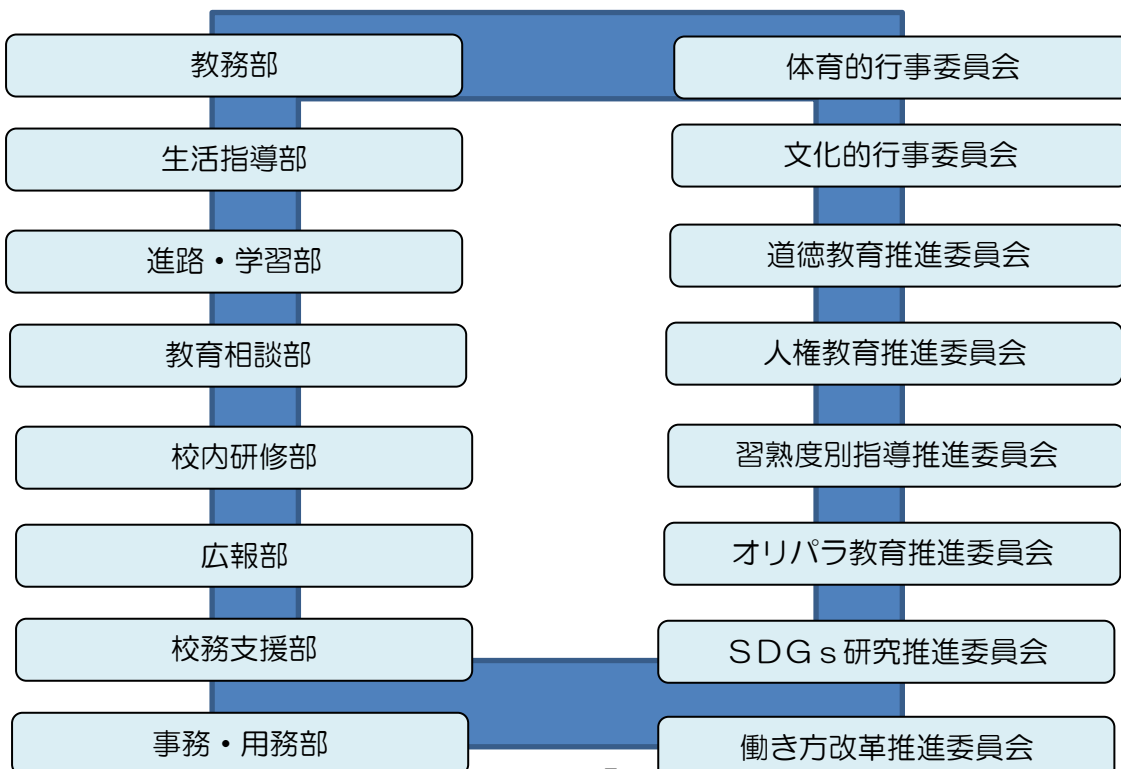 教務部
生活指導部
進路・学習部
教育相談部
校内研修部
広報部
校務支援部
事務・用務部
体育的行事委員会
文化的行事委員会
道徳教育推進委員会
人権教育推進委員会
習熟度別指導推進委員会
オリパラ教育推進委員会
ＳＤＧｓ研究推進委員会
働き方改革推進委員会